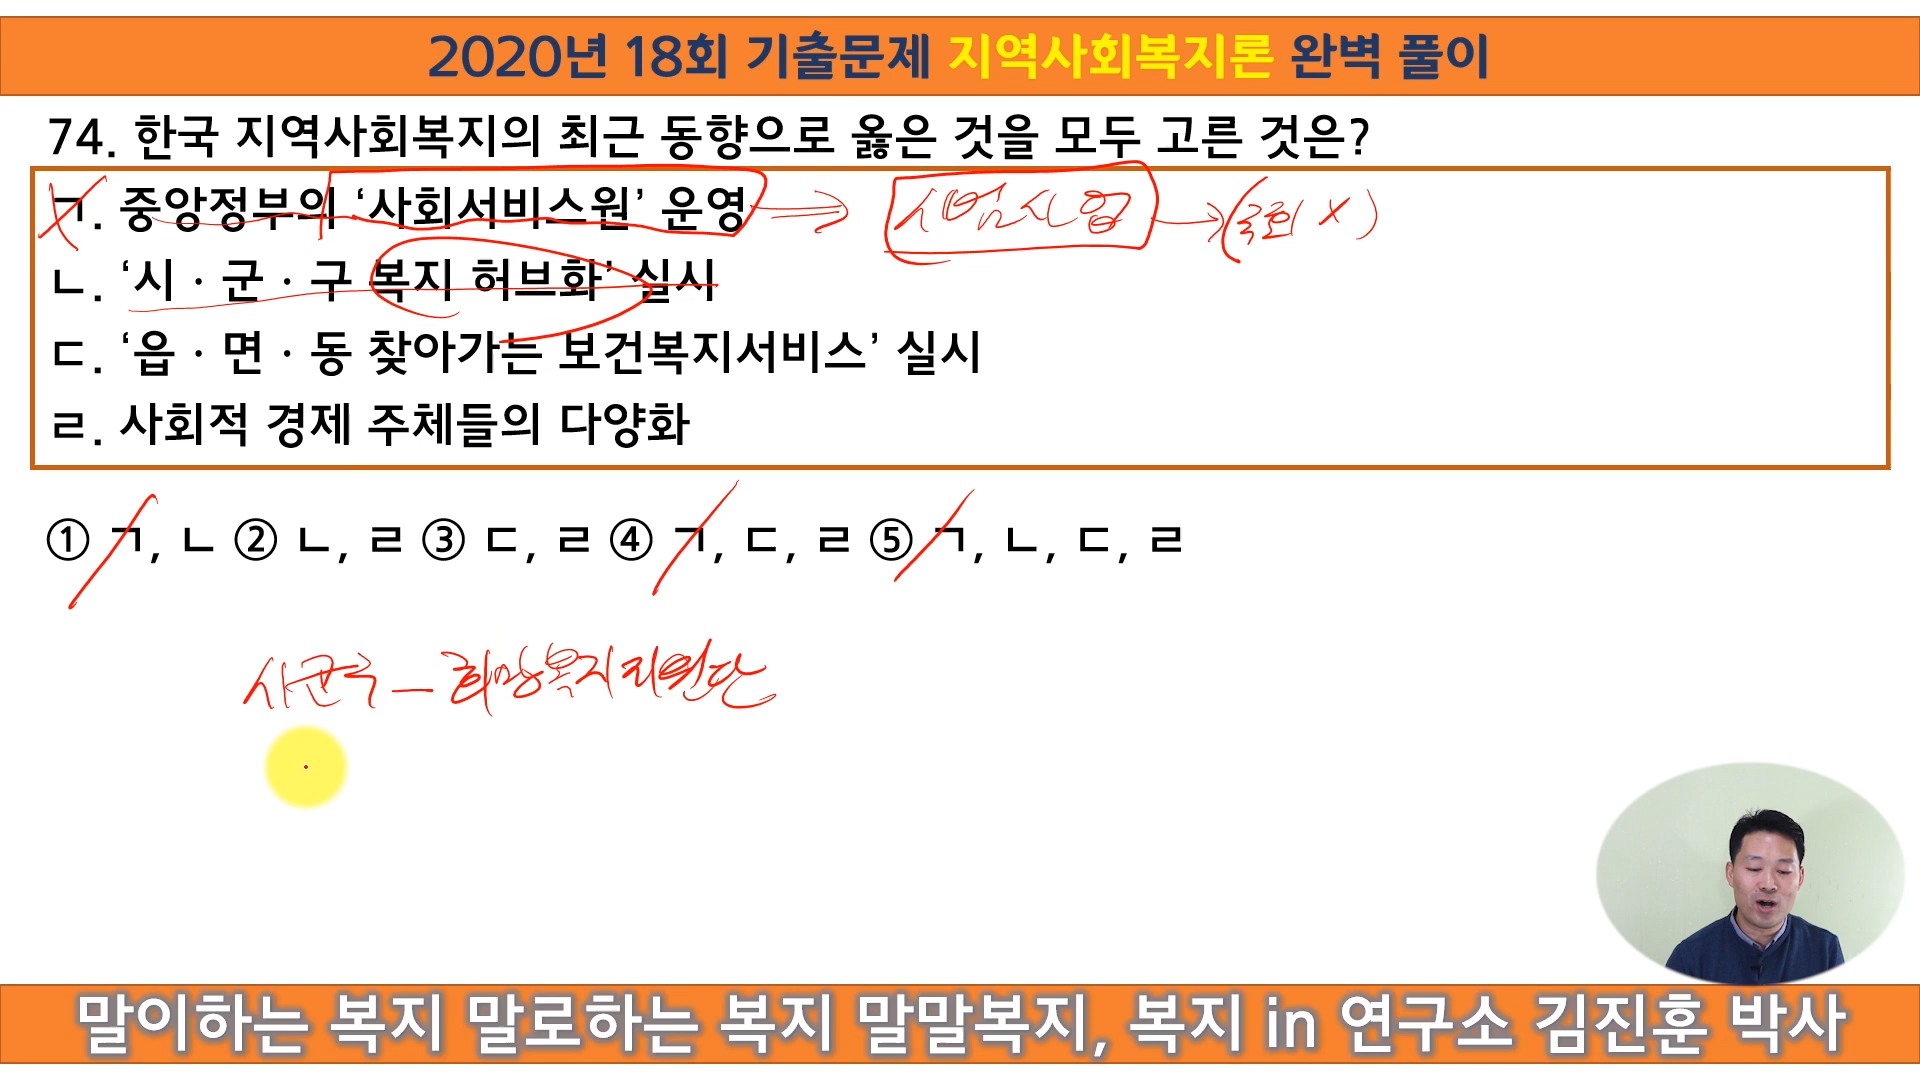 2020년 18회 기출문제 지역사회복지론 완벽 풀이
74. 한국 지역사회복지의 최근 동향으로 옳은 것을 모두 고른 것은?
ㄱ. 중앙정부의 ‘사회서비스원’ 운영 시범사업 (국회 X)
ㄴ. ‘시·군·구 복지 허브화’ 실시
ㄷ. ‘읍·면·동 찾아가는 보건복지서비스’ 실시
ㄹ. 사회적 경제 주체들의 다양화
① ㄱ, ㄴ ② ㄴ, ㄹ ③ ㄷ, ㄹ ④ ㄱ, ㄷ, ㄹ ⑤ ㄱ, ㄴ, ㄷ, ㄹ
시군구 – 희망복지지원단
말이하는 복지 말로하는 복지 말말복지, 복지 in 연구소 김진훈 박사